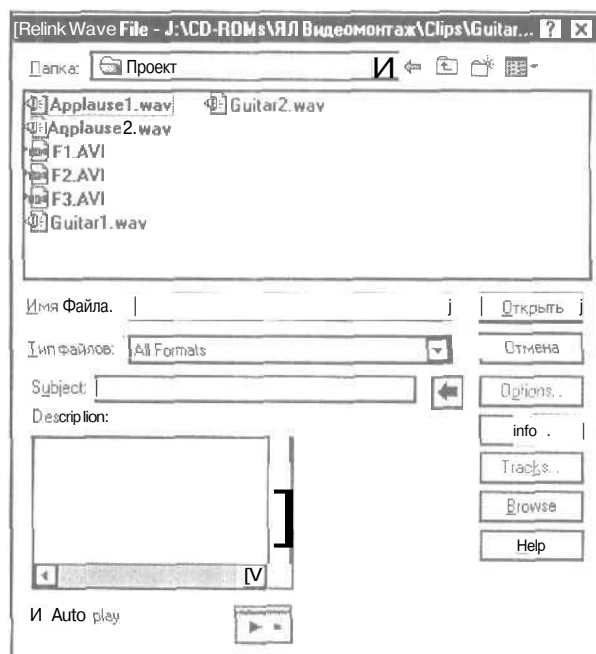 [Relink Wave File - J:\CD-ROMs\ЯЛ Видеомонтаж\Clips\Guitar... ? X
Папка: Проект И
Applause1.wav Guitar2.wav
Applause2.wav
F1.AVI
F2.AVI
F3.AVI
Guitar1.wav
Имя Файла. j Открыть j
Тип файлов: All Formats Отмена
Subject: Options..
Description: info .
Tracks...
] Browse
[V Help
И Auto play